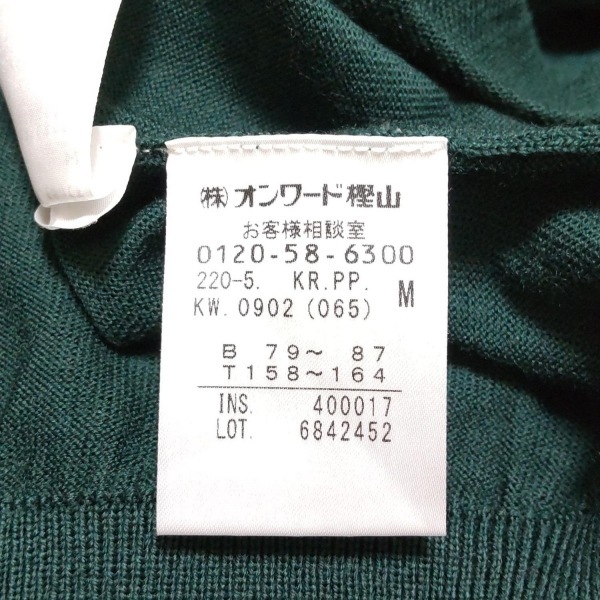 ㈱オンワード樫山
お客様相談室
0120-58-6300
220-5. KR.PP.
KW. 0902 (065) M
B 79〜 87
T 158〜164
INS. 400017
LOT. 6842452